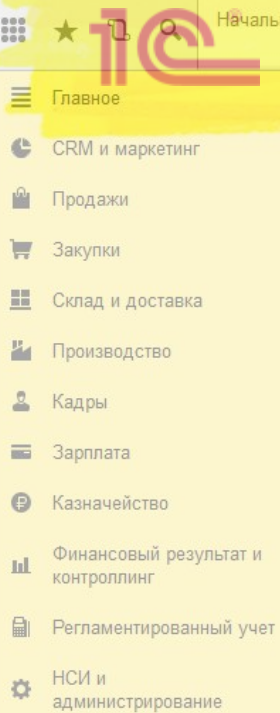 1С
Началь
Главное
CRM и маркетинг
Продажи
Закупки
Склад и доставка
Производство
Кадры
Зарплата
Казначейство
Финансовый результат и
контроллинг
Регламентированный учет
НСИ и
администрирование